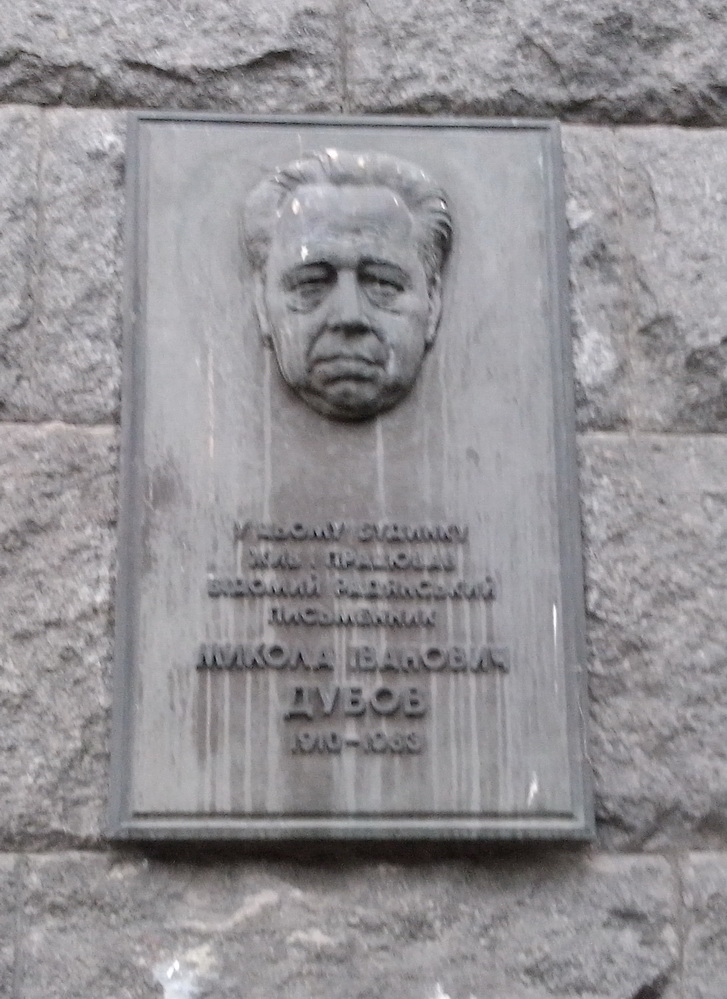 У ЦЬОМУ БУДИНКУ
ЖИВ І ПРАЦЮВАВ
ВІДОМИЙ РАДЯНСЬКИЙ
ПИСЬМЕННИК
МИКОЛА ІВАНОВИЧ
ДУБОВ
1910–1983